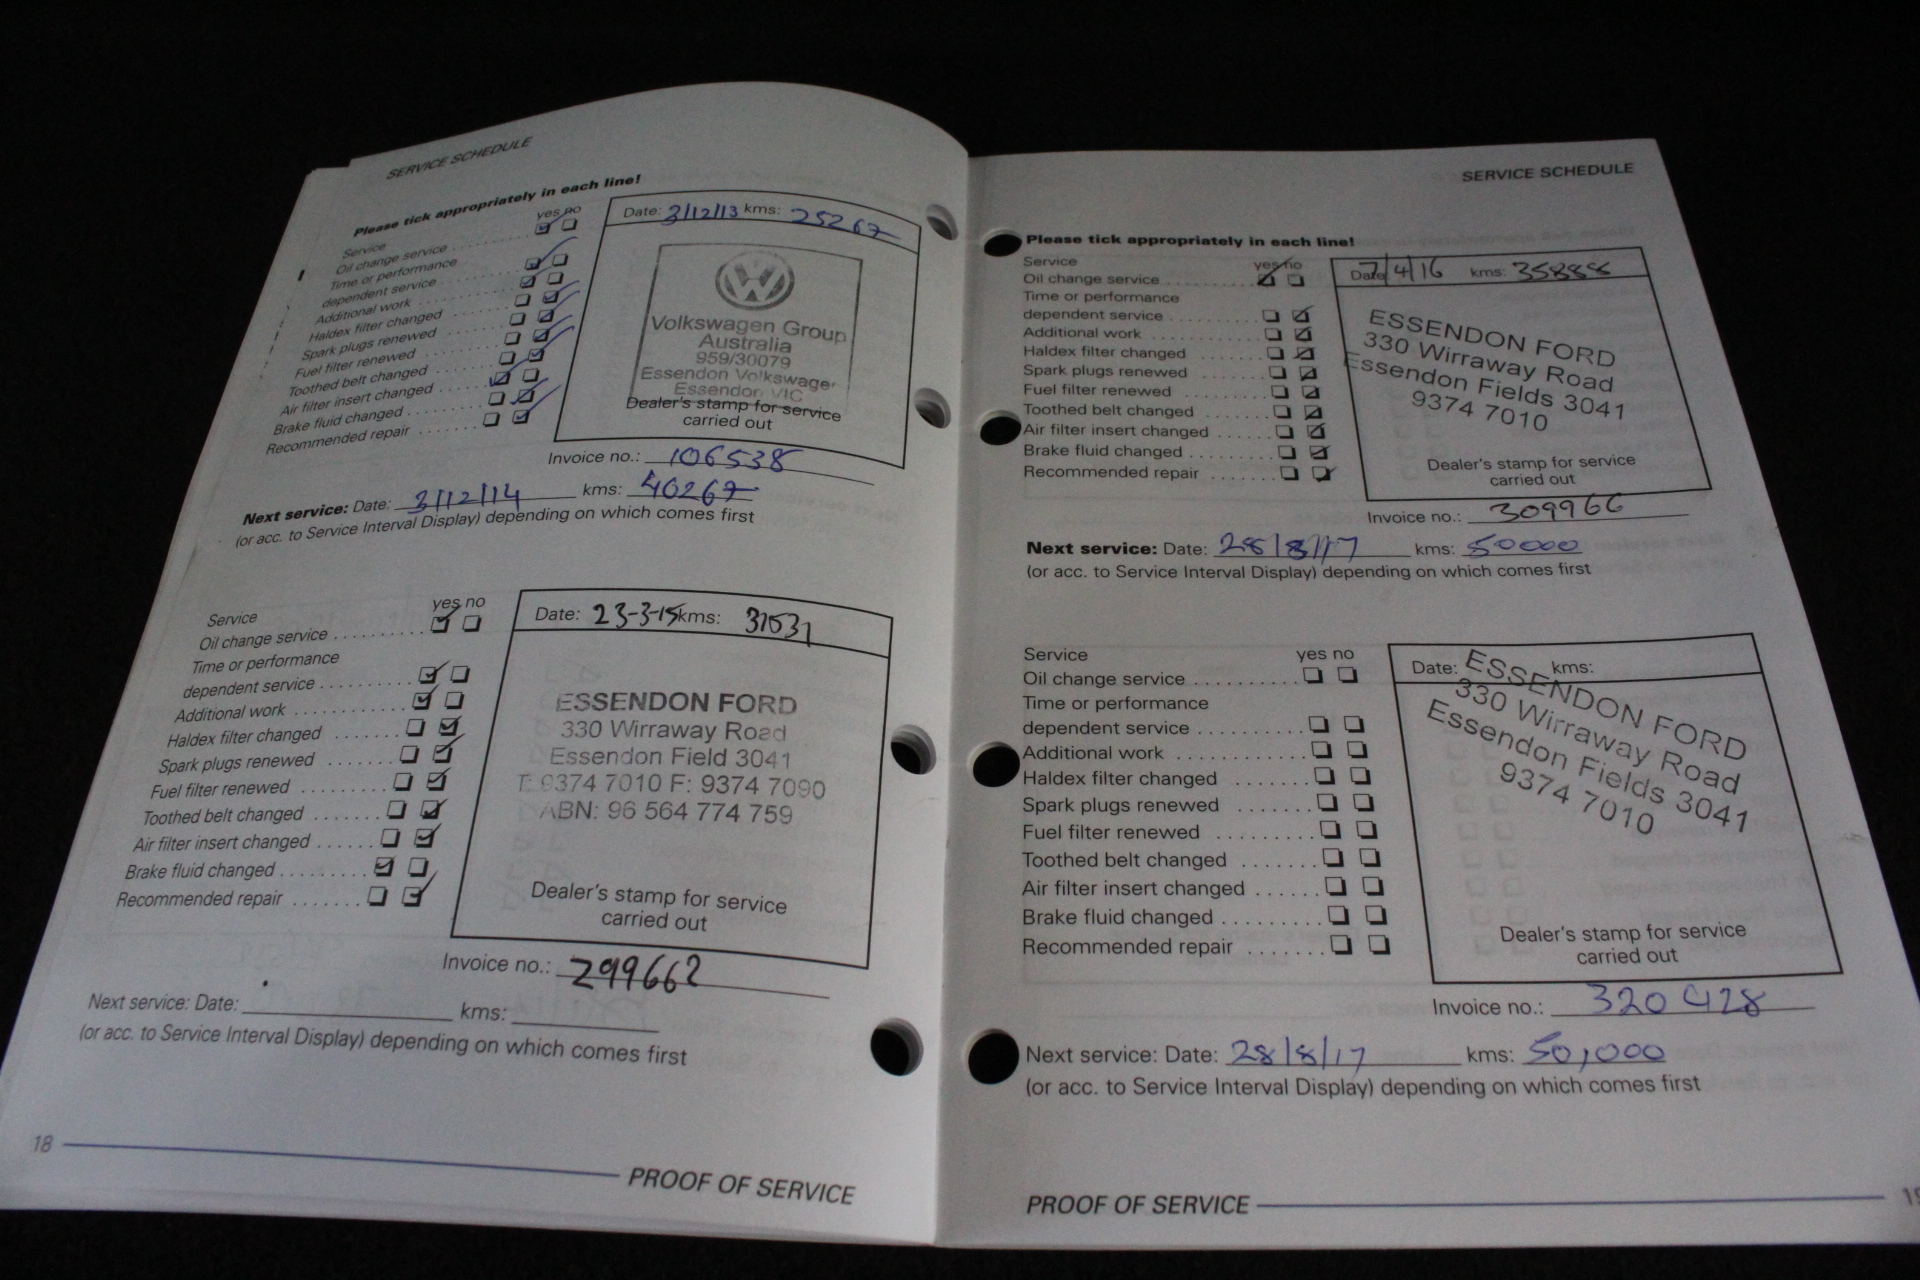 SERVICE SCHEDULE
Please tick appropriately in each line!
yes no
Service
Oil change service
Time or performance
dependent service
Additional work
Haldex filter changed
Spark plugs renewed
Fuel filter renewed
Toothed belt changed
Air filter insert changed
Brake fluid changed
Recommended repair
Date: 3/12/13 kms: 25267
Volkswagen Group
Australia
959/30079
Essendon Volkswagen
Essendon VIC
Dealer's stamp for service
carried out
Invoice no.: 106538
Next service: Date: 3/12/14 kms: 40267
(or acc. to Service Interval Display) depending on which comes first
Service yes no
Oil change service
Time or performance
dependent service
Additional work
Haldex filter changed
Spark plugs renewed
Fuel filter renewed
Toothed belt changed
Air filter insert changed
Brake fluid changed
Recommended repair
Date: 23-3-15 kms: 31531
ESSENDON FORD
330 Wirraway Road
Essendon Field 3041
T: 9374 7010 F: 9374 7090
ABN: 96 564 774 759
Dealer's stamp for service
carried out
Invoice no.: 299662
Next service: Date: kms:
(or acc. to Service Interval Display) depending on which comes first
18
PROOF OF SERVICE
SERVICE SCHEDULE
Please tick appropriately in each line!
Service yes no
Oil change service
Time or performance
dependent service
Additional work
Haldex filter changed
Spark plugs renewed
Fuel filter renewed
Toothed belt changed
Air filter insert changed
Brake fluid changed
Recommended repair
Date 7/4/16 kms: 35888
ESSENDON FORD
330 Wirraway Road
Essendon Fields 3041
9374 7010
Dealer's stamp for service
carried out
Invoice no.: 309966
Next service: Date: 28/8/17 kms: 50000
(or acc. to Service Interval Display) depending on which comes first
Service yes no
Oil change service
Time or performance
dependent service
Additional work
Haldex filter changed
Spark plugs renewed
Fuel filter renewed
Toothed belt changed
Air filter insert changed
Brake fluid changed
Recommended repair
Date: kms:
ESSENDON FORD
330 Wirraway Road
Essendon Fields 3041
9374 7010
Dealer's stamp for service
carried out
Invoice no.: 320428
Next service: Date: 28/8/17 kms: 50,000
(or acc. to Service Interval Display) depending on which comes first
PROOF OF SERVICE